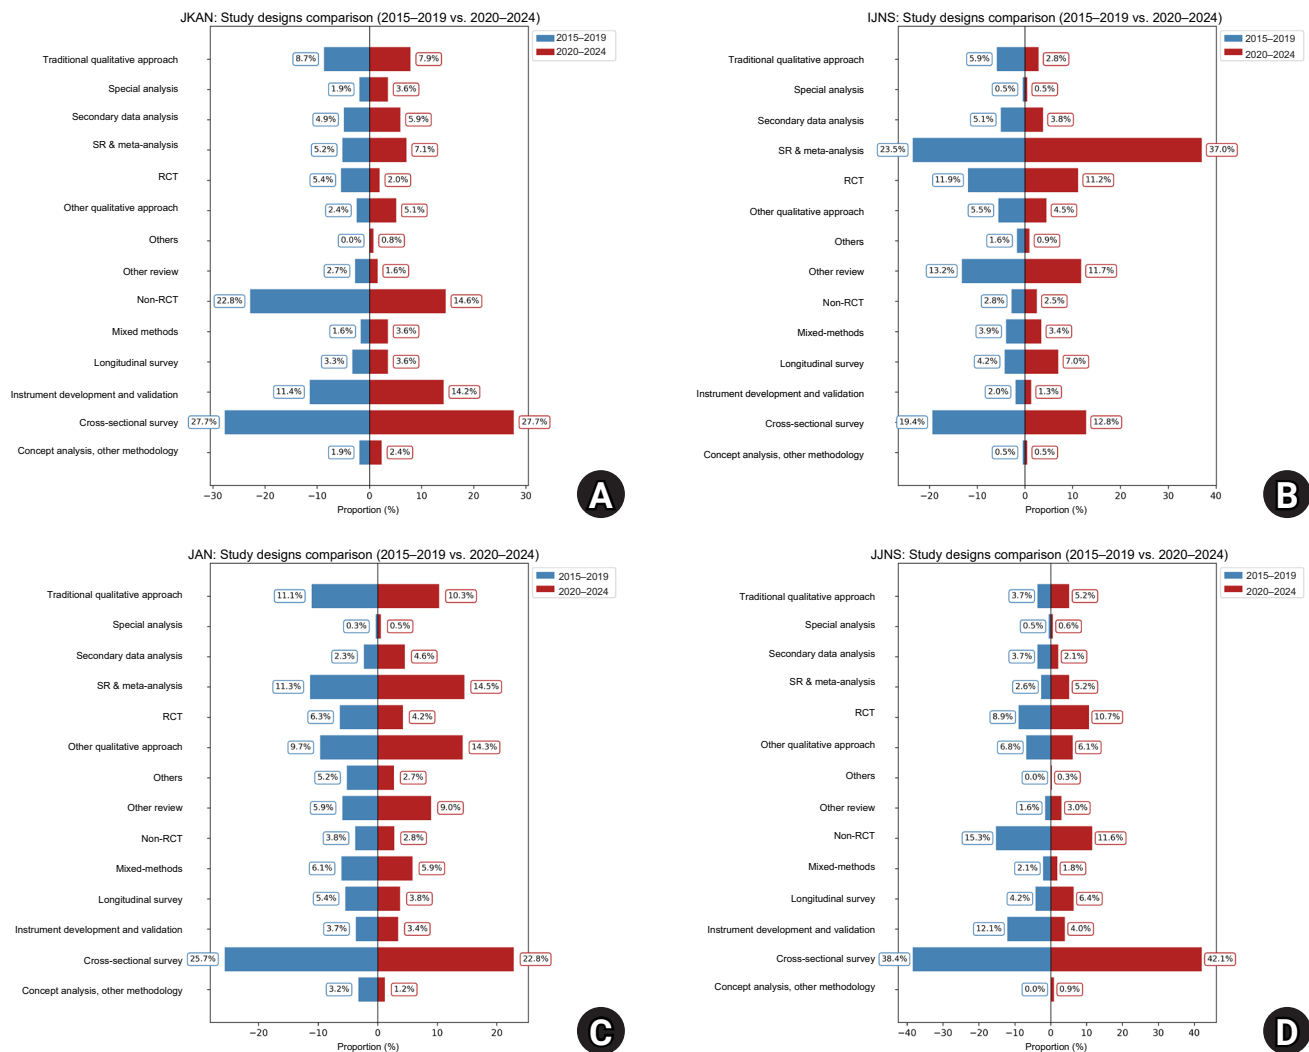 JKAN: Study designs comparison (2015–2019 vs. 2020–2024)
2015–2019
2020–2024
Traditional qualitative approach 8.7% 7.9%
Special analysis 1.9% 3.6%
Secondary data analysis 4.9% 5.9%
SR & meta-analysis 5.2% 7.1%
RCT 5.4% 2.0%
Other qualitative approach 2.4% 5.1%
Others 0.0% 0.8%
Other review 2.7% 1.6%
Non-RCT 22.8% 14.6%
Mixed methods 1.6% 3.6%
Longitudinal survey 3.3% 3.6%
Instrument development and validation 11.4% 14.2%
Cross-sectional survey 27.7% 27.7%
Concept analysis, other methodology 1.9% 2.4%
−30 −20 −10 0 10 20 30
Proportion (%)
A
IJNS: Study designs comparison (2015–2019 vs. 2020–2024)
2015–2019
2020–2024
Traditional qualitative approach 5.9% 2.8%
Special analysis 0.5% 0.5%
Secondary data analysis 5.1% 3.8%
SR & meta-analysis 23.5% 37.0%
RCT 11.9% 11.2%
Other qualitative approach 5.5% 4.5%
Others 1.6% 0.9%
Other review 13.2% 11.7%
Non-RCT 2.8% 2.5%
Mixed-methods 3.9% 3.4%
Longitudinal survey 4.2% 7.0%
Instrument development and validation 2.0% 1.3%
Cross-sectional survey 19.4% 12.8%
Concept analysis, other methodology 0.5% 0.5%
−20 −10 0 10 20 30 40
Proportion (%)
B
JAN: Study designs comparison (2015–2019 vs. 2020–2024)
2015–2019
2020–2024
Traditional qualitative approach 11.1% 10.3%
Special analysis 0.3% 0.5%
Secondary data analysis 2.3% 4.6%
SR & meta-analysis 11.3% 14.5%
RCT 6.3% 4.2%
Other qualitative approach 9.7% 14.3%
Others 5.2% 2.7%
Other review 5.9% 9.0%
Non-RCT 3.8% 2.8%
Mixed-methods 6.1% 5.9%
Longitudinal survey 5.4% 3.8%
Instrument development and validation 3.7% 3.4%
Cross-sectional survey 25.7% 22.8%
Concept analysis, other methodology 3.2% 1.2%
−20 −10 0 10 20
Proportion (%)
C
JJNS: Study designs comparison (2015–2019 vs. 2020–2024)
2015–2019
2020–2024
Traditional qualitative approach 3.7% 5.2%
Special analysis 0.5% 0.6%
Secondary data analysis 3.7% 2.1%
SR & meta-analysis 2.6% 5.2%
RCT 8.9% 10.7%
Other qualitative approach 6.8% 6.1%
Others 0.0% 0.3%
Other review 1.6% 3.0%
Non-RCT 15.3% 11.6%
Mixed-methods 2.1% 1.8%
Longitudinal survey 4.2% 6.4%
Instrument development and validation 12.1% 4.0%
Cross-sectional survey 38.4% 42.1%
Concept analysis, other methodology 0.0% 0.9%
−40 −30 −20 −10 0 10 20 30 40
Proportion (%)
D